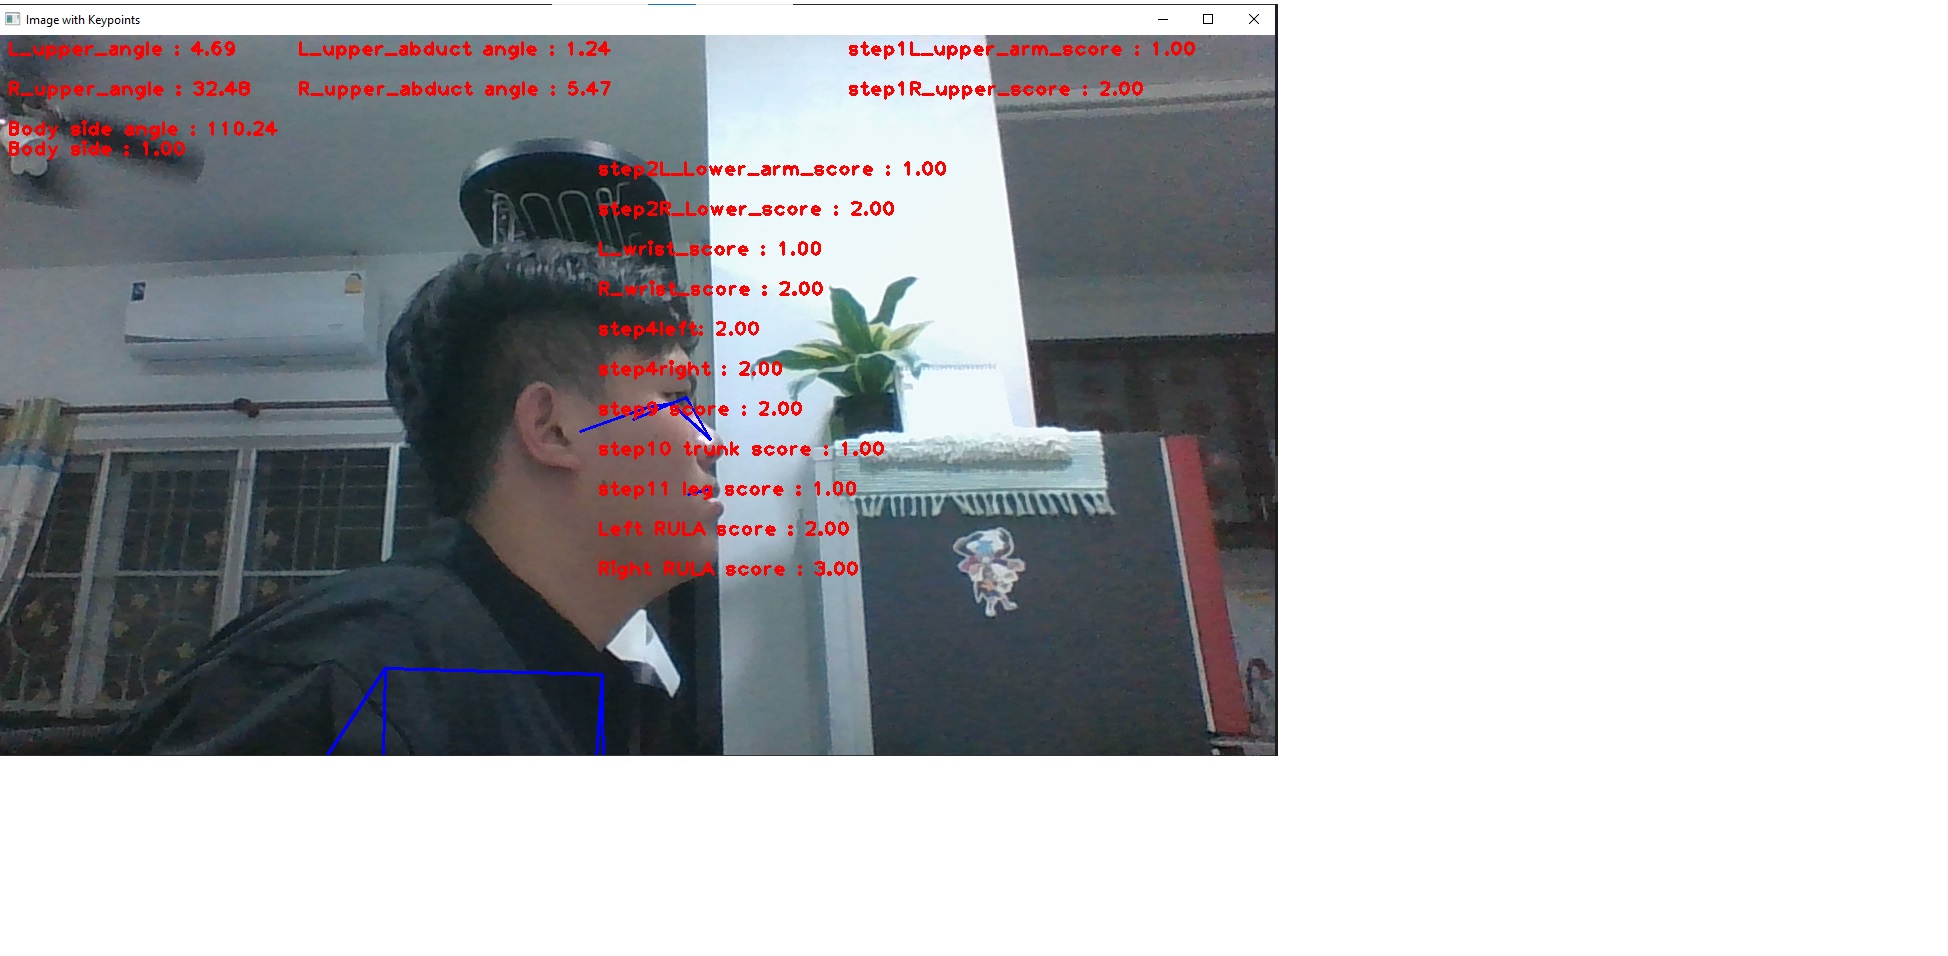 Image with Keypoints
L_upper_angle : 4.69 L_upper_abduct angle : 1.24 step1L_upper_arm_score : 1.00
R_upper_angle : 32.48 R_upper_abduct angle : 5.47 step1R_upper_score : 2.00
Body side angle : 110.24
Body side : 1.00
step2L_Lower_arm_score : 1.00
step2R_Lower_score : 2.00
L_wrist_score : 1.00
R_wrist_score : 2.00
step4left: 2.00
step4right : 2.00
step9 score : 2.00
step10 trunk score : 1.00
step11 leg score : 1.00
Left RULA score : 2.00
Right RULA score : 3.00